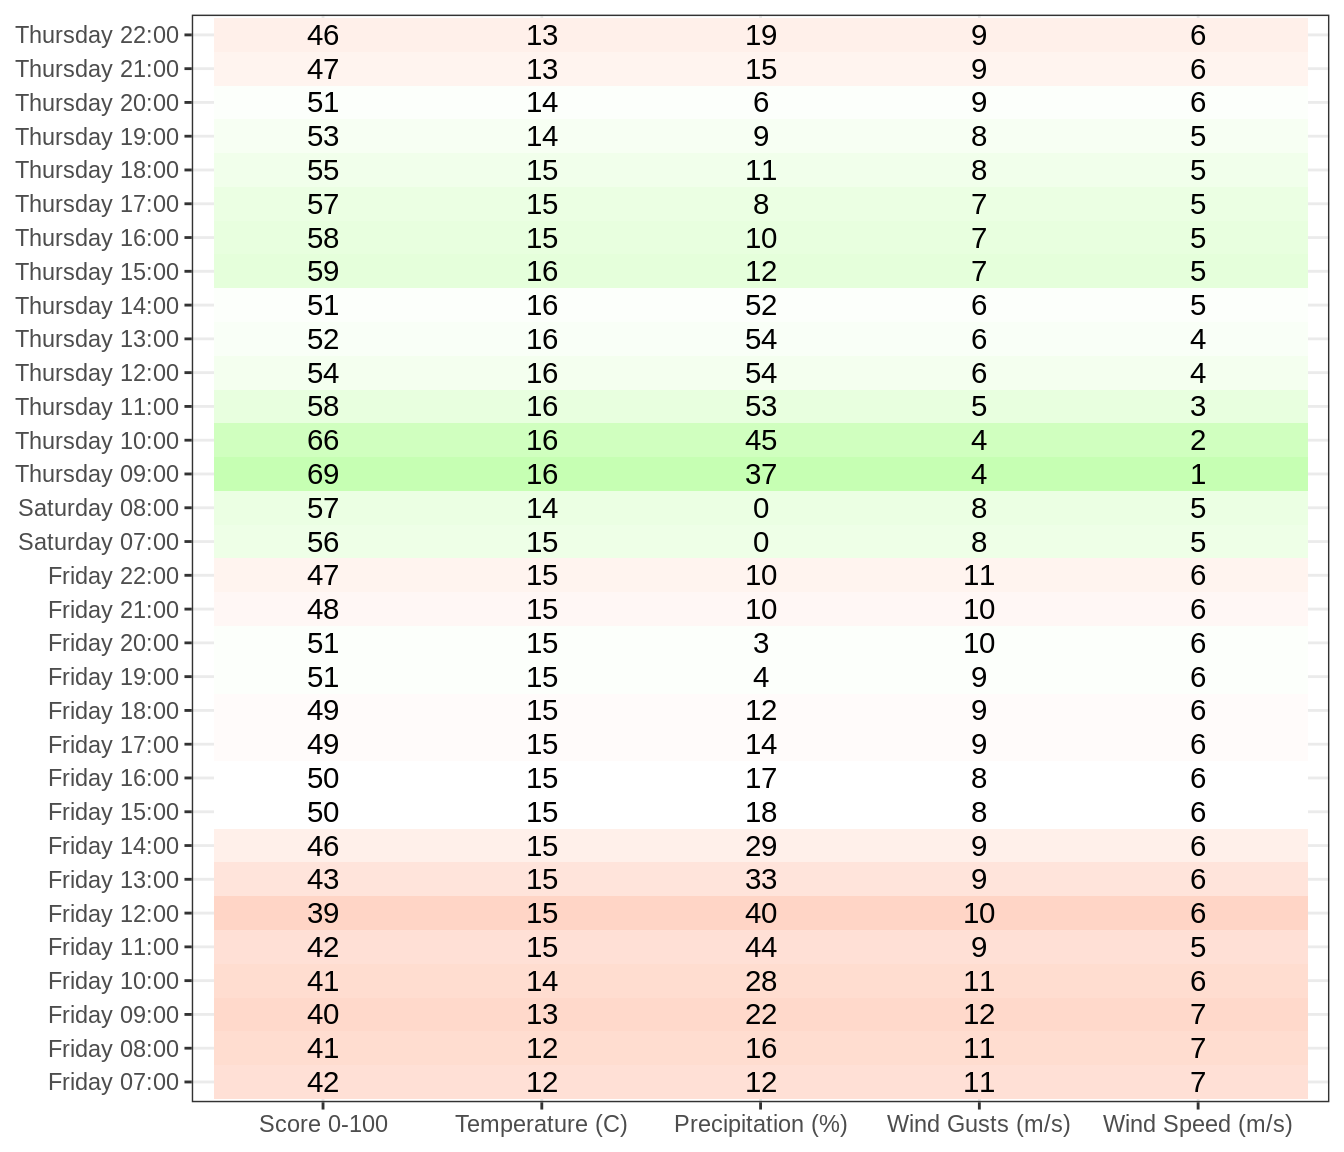 Thursday 22:00 46 13 19 9 6
Thursday 21:00 47 13 15 9 6
Thursday 20:00 51 14 6 9 6
Thursday 19:00 53 14 9 8 5
Thursday 18:00 55 15 11 8 5
Thursday 17:00 57 15 8 7 5
Thursday 16:00 58 15 10 7 5
Thursday 15:00 59 16 12 7 5
Thursday 14:00 51 16 52 6 5
Thursday 13:00 52 16 54 6 4
Thursday 12:00 54 16 54 6 4
Thursday 11:00 58 16 53 5 3
Thursday 10:00 66 16 45 4 2
Thursday 09:00 69 16 37 4 1
Saturday 08:00 57 14 0 8 5
Saturday 07:00 56 15 0 8 5
Friday 22:00 47 15 10 11 6
Friday 21:00 48 15 10 10 6
Friday 20:00 51 15 3 10 6
Friday 19:00 51 15 4 9 6
Friday 18:00 49 15 12 9 6
Friday 17:00 49 15 14 9 6
Friday 16:00 50 15 17 8 6
Friday 15:00 50 15 18 8 6
Friday 14:00 46 15 29 9 6
Friday 13:00 43 15 33 9 6
Friday 12:00 39 15 40 10 6
Friday 11:00 42 15 44 9 5
Friday 10:00 41 14 28 11 6
Friday 09:00 40 13 22 12 7
Friday 08:00 41 12 16 11 7
Friday 07:00 42 12 12 11 7
Score 0-100 Temperature (C) Precipitation (%) Wind Gusts (m/s) Wind Speed (m/s)